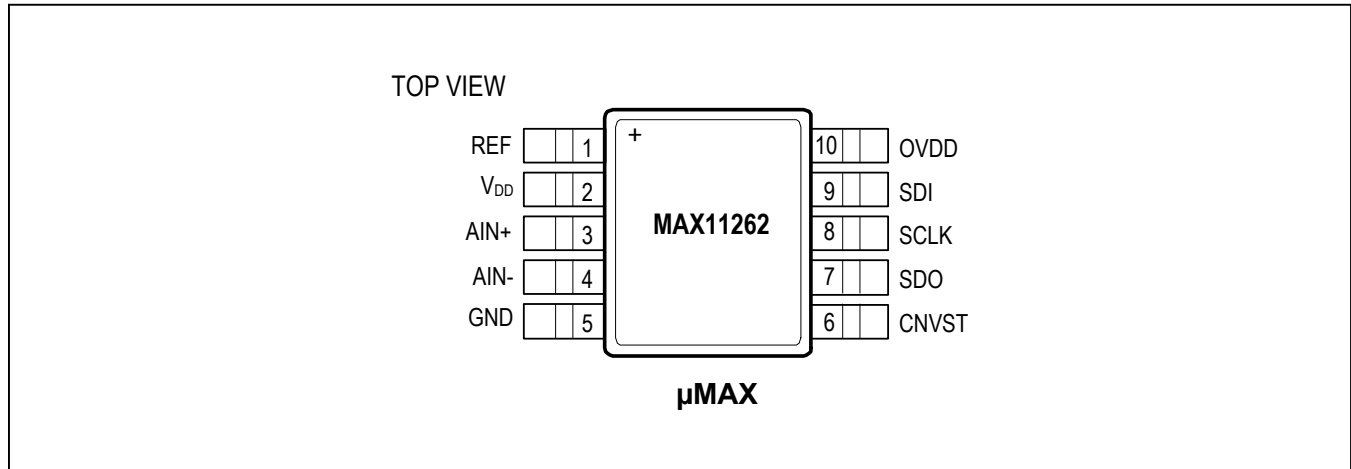 TOP VIEW
REF 1 + 10 OVDD
VDD 2 9 SDI
AIN+ 3 MAX11262 8 SCLK
AIN- 4 7 SDO
GND 5 6 CNVST
µMAX